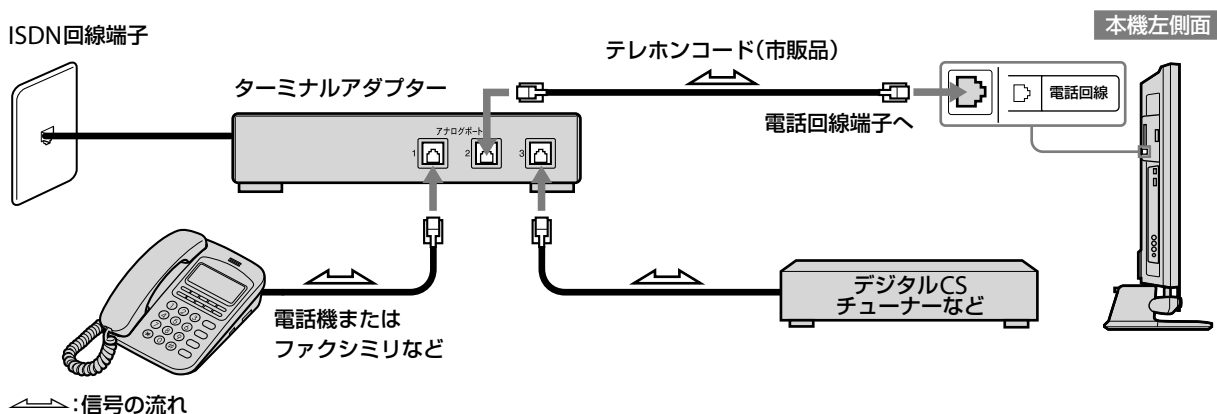 本機左側面
ISDN回線端子
テレホンコード(市販品)
ターミナルアダプター
電話回線
アナログポート
1
2
3
電話回線端子へ
デジタルCS
チューナーなど
電話機または
ファクシミリなど
:信号の流れ